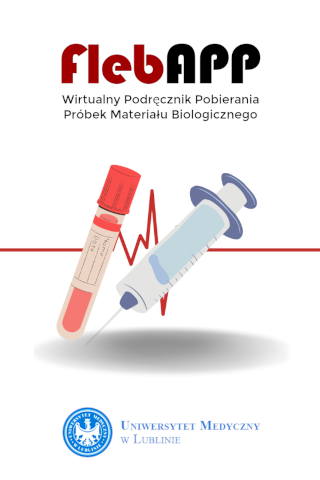 FlebAPP
Wirtualny Podręcznik Pobierania
Próbek Materiału Biologicznego
Uniwersytet Medyczny
w Lublinie